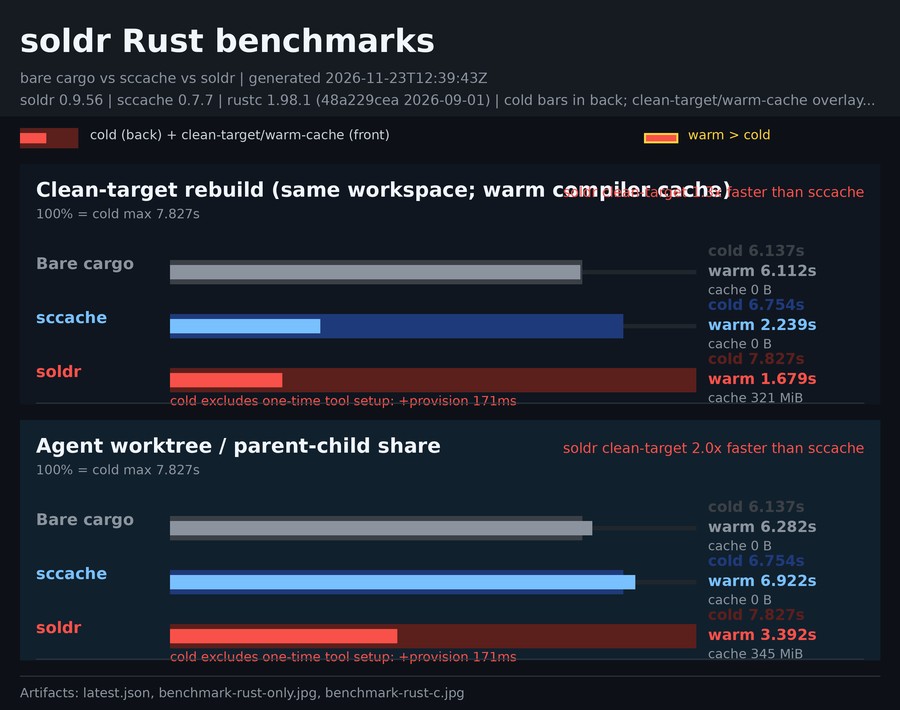 soldr Rust benchmarks
bare cargo vs sccache vs soldr | generated 2026-11-23T12:39:43Z
soldr 0.9.56 | sccache 0.7.7 | rustc 1.98.1 (48a229cea 2026-09-01) | cold bars in back; clean-target/warm-cache overlay...
cold (back) + clean-target/warm-cache (front)
warm > cold
Clean-target rebuild (same workspace; warm compiler cache)
soldr clean-target 1.3x faster than sccache
100% = cold max 7.827s
Bare cargo
cold 6.137s
warm 6.112s
cache 0 B
sccache
cold 6.754s
warm 2.239s
cache 0 B
soldr
cold 7.827s
warm 1.679s
cache 321 MiB
cold excludes one-time tool setup: +provision 171ms
Agent worktree / parent-child share
soldr clean-target 2.0x faster than sccache
100% = cold max 7.827s
Bare cargo
cold 6.137s
warm 6.282s
cache 0 B
sccache
cold 6.754s
warm 6.922s
cache 0 B
soldr
cold 7.827s
warm 3.392s
cache 345 MiB
cold excludes one-time tool setup: +provision 171ms
Artifacts: latest.json, benchmark-rust-only.jpg, benchmark-rust-c.jpg